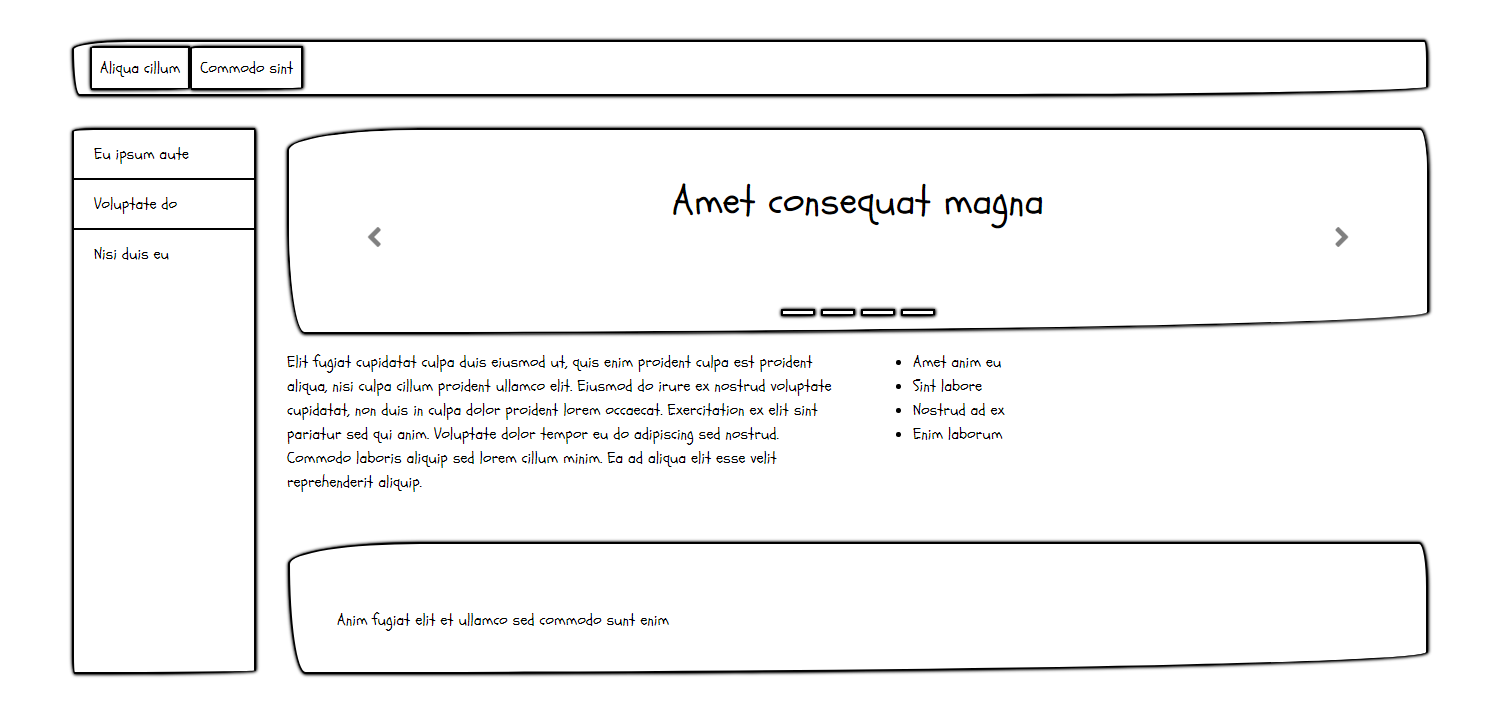 Aliqua cillum Commodo sint
Eu ipsum aute
Voluptate do
Nisi duis eu
Amet consequat magna
Elit fugiat cupidatat culpa duis eiusmod ut, quis enim proident culpa est proident
aliqua, nisi culpa cillum proident ullamco elit. Eiusmod do irure ex nostrud voluptate
cupidatat, non duis in culpa dolor proident lorem occaecat. Exercitation ex elit sint
pariatur sed qui anim. Voluptate dolor tempor eu do adipiscing sed nostrud.
Commodo laboris aliquip sed lorem cillum minim. Ea ad aliqua elit esse velit
reprehenderit aliquip.
Amet anim eu
Sint labore
Nostrud ad ex
Enim laborum
Anim fugiat elit et ullamco sed commodo sunt enim